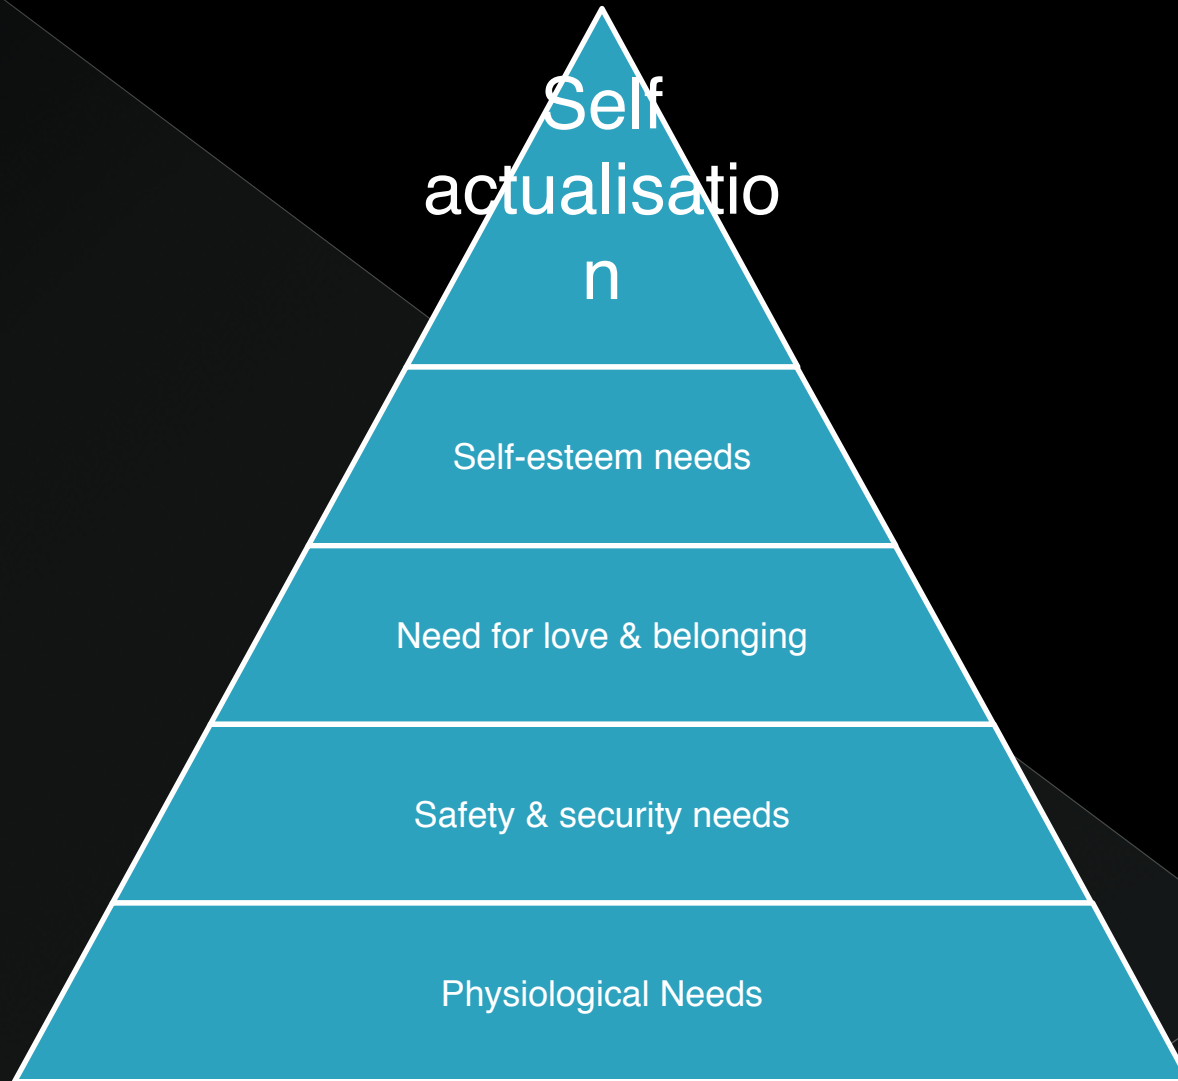 Self
actualisatio
n
Self-esteem needs
Need for love & belonging
Safety & security needs
Physiological Needs